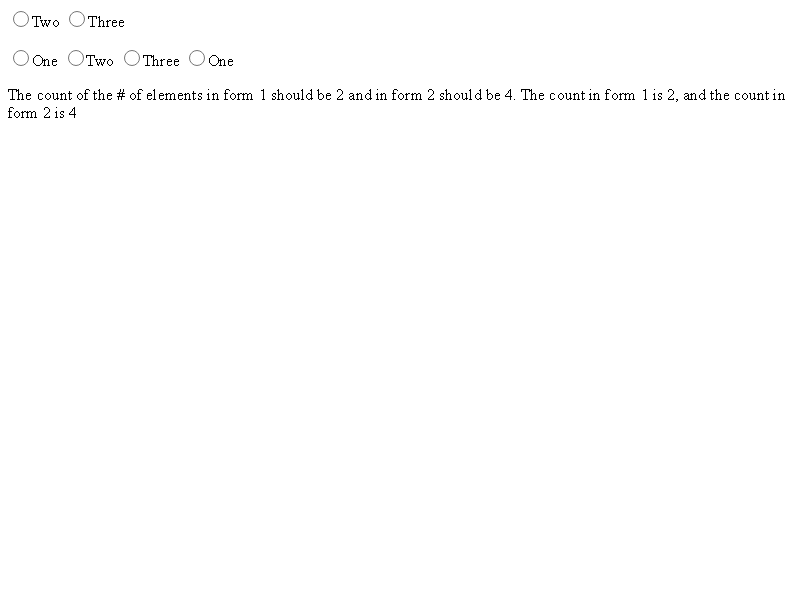 Two Three
One Two Three One
The count of the # of elements in form 1 should be 2 and in form 2 should be 4. The count in form 1 is 2, and the count in
form 2 is 4